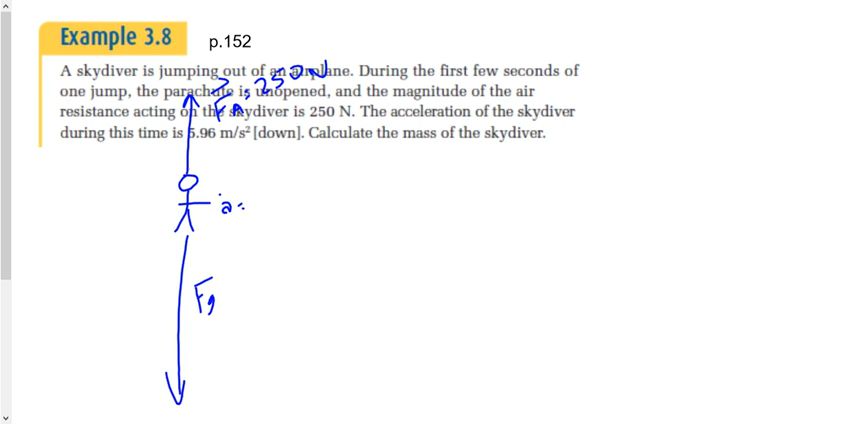 Example 3.8
p.152
A skydiver is jumping out of an airplane. During the first few seconds of
one jump, the parachute is unopened, and the magnitude of the air
resistance acting on the skydiver is 250 N. The acceleration of the skydiver
during this time is 5.96 m/s² [down]. Calculate the mass of the skydiver.
FA = 250N
a=
Fg